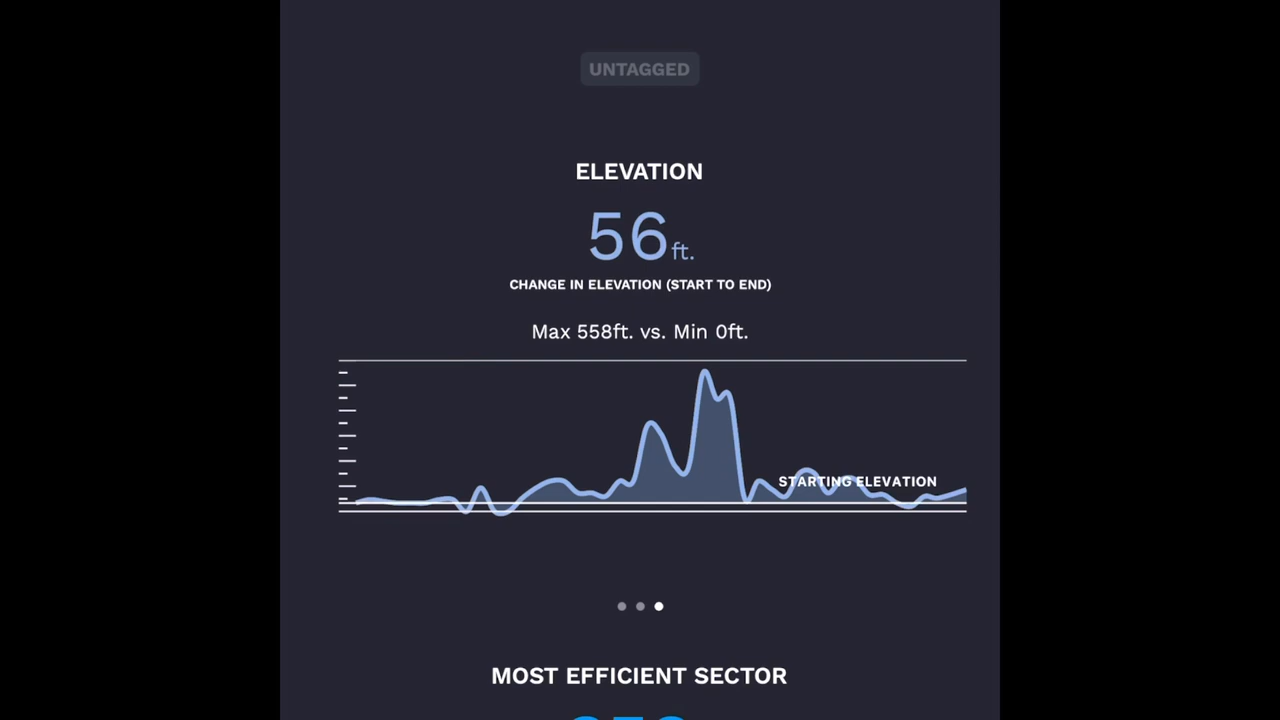 UNTAGGED
ELEVATION
56ft.
CHANGE IN ELEVATION (START TO END)
Max 558ft. vs. Min 0ft.
STARTING ELEVATION
MOST EFFICIENT SECTOR